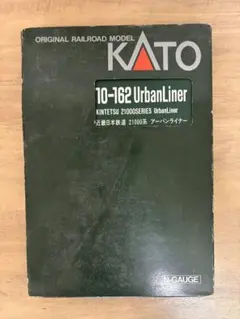 ORIGINAL RAILROAD MODEL
KATO
10-162 UrbanLiner
KINTETSU 21000SERIES UrbanLiner
近畿日本鉄道 21000系 アーバンライナー
N-GAUGE